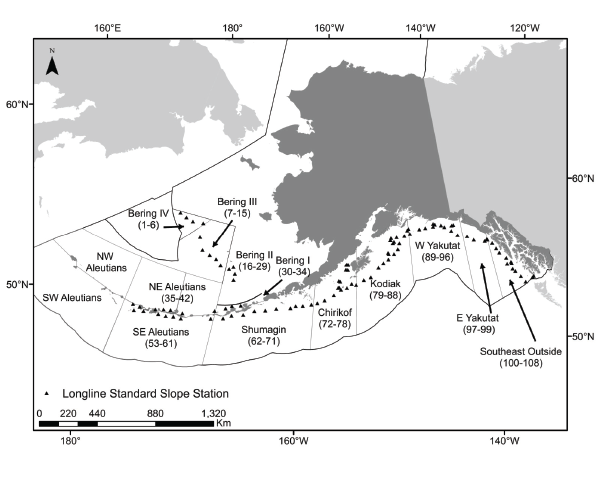 160°E 180° 160°W 140°W 120°W
N
60°N
60°N
Bering III
(7-15)
Bering IV
(1-6)
Bering II
(16-29)
Bering I
(30-34)
NW
Aleutians
W Yakutat
(89-96)
NE Aleutians
(35-42)
Kodiak
(79-88)
50°N
SW Aleutians
Chirikof
(72-78)
SE Aleutians
(53-61)
Shumagin
(62-71)
E Yakutat
(97-99)
50°N
Southeast Outside
(100-108)
Longline Standard Slope Station
0 220 440 880 1,320
Km
180° 160°W 140°W